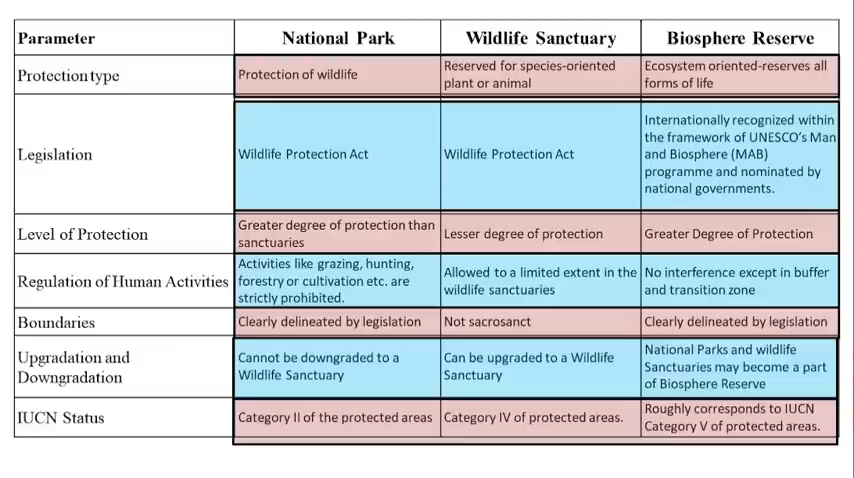 Parameter
National Park
Wildlife Sanctuary
Biosphere Reserve
Protection type
Protection of wildlife
Reserved for species-oriented
plant or animal
Ecosystem oriented-reserves all
forms of life
Legislation
Wildlife Protection Act
Wildlife Protection Act
Internationally recognized within
the framework of UNESCO's Man
and Biosphere (MAB)
programme and nominated by
national governments.
Level of Protection
Greater degree of protection than
sanctuaries
Lesser degree of protection
Greater Degree of Protection
Regulation of Human Activities
Activities like grazing, hunting,
forestry or cultivation etc. are
strictly prohibited.
Allowed to a limited extent in the
wildlife sanctuaries
No interference except in buffer
and transition zone
Boundaries
Clearly delineated by legislation
Not sacrosanct
Clearly delineated by legislation
Upgradation and
Downgradation
Cannot be downgraded to a
Wildlife Sanctuary
Can be upgraded to a Wildlife
Sanctuary
National Parks and wildlife
Sanctuaries may become a part
of Biosphere Reserve
IUCN Status
Category II of the protected areas
Category IV of protected areas.
Roughly corresponds to IUCN
Category V of protected areas.